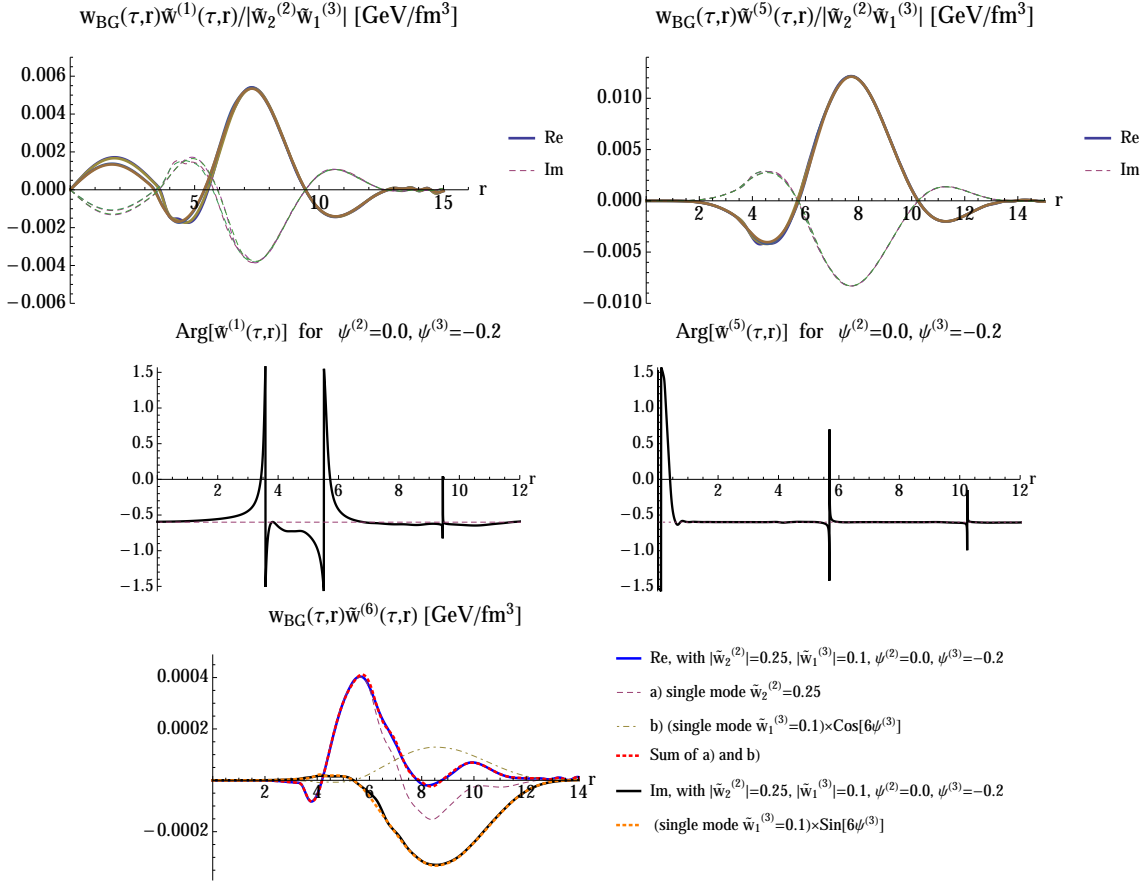 w_BG(τ,r)w̃^(1)(τ,r)/|w̃_2^(2)w̃_1^(3)| [GeV/fm^3]
0.006
0.004
0.002
0.000
−0.002
−0.004
−0.006
5
10
15
r
Re
Im
w_BG(τ,r)w̃^(5)(τ,r)/|w̃_2^(2)w̃_1^(3)| [GeV/fm^3]
0.010
0.005
0.000
−0.005
−0.010
2
4
6
8
10
12
14
r
Re
Im
Arg[w̃^(1)(τ,r)] for ψ^(2)=0.0, ψ^(3)=−0.2
1.5
1.0
0.5
0.0
−0.5
−1.0
−1.5
2
4
6
8
10
12
r
Arg[w̃^(5)(τ,r)] for ψ^(2)=0.0, ψ^(3)=−0.2
1.5
1.0
0.5
0.0
−0.5
−1.0
−1.5
2
4
6
8
10
12
r
w_BG(τ,r)w̃^(6)(τ,r) [GeV/fm^3]
0.0004
0.0002
0.0000
−0.0002
2
4
6
8
10
12
14
r
Re, with |w̃_2^(2)|=0.25, |w̃_1^(3)|=0.1, ψ^(2)=0.0, ψ^(3)=−0.2
a) single mode w̃_2^(2)=0.25
b) (single mode w̃_1^(3)=0.1)×Cos[6ψ^(3)]
Sum of a) and b)
Im, with |w̃_2^(2)|=0.25, |w̃_1^(3)|=0.1, ψ^(2)=0.0, ψ^(3)=−0.2
(single mode w̃_1^(3)=0.1)×Sin[6ψ^(3)]